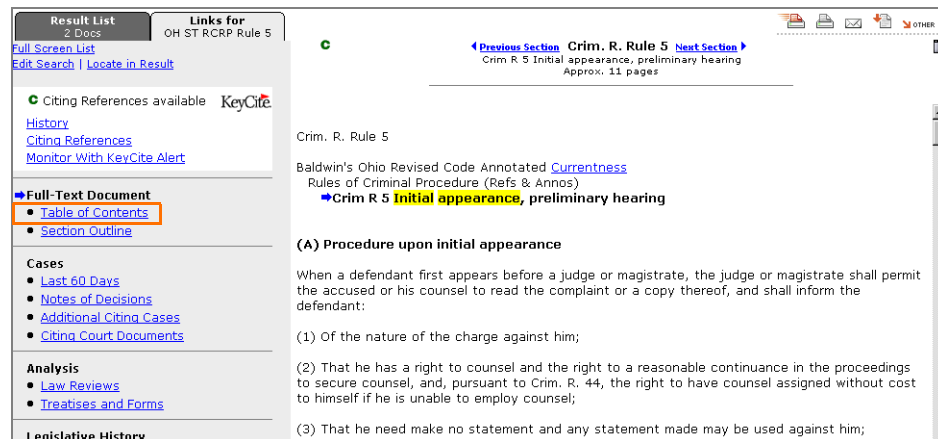 Result List
2 Docs
Links for
OH ST RCRP Rule 5
Full Screen List
Edit Search | Locate in Result
C Citing References available KeyCite.
History
Citing References
Monitor With KeyCite Alert
Full-Text Document
Table of Contents
Section Outline
Cases
Last 60 Days
Notes of Decisions
Additional Citing Cases
Citing Court Documents
Analysis
Law Reviews
Treatises and Forms
Legislative History
OTHER
C
Previous Section Crim. R. Rule 5 Next Section
Crim R 5 Initial appearance, preliminary hearing
Approx. 11 pages
Crim. R. Rule 5
Baldwin's Ohio Revised Code Annotated Currentness
Rules of Criminal Procedure (Refs & Annos)
Crim R 5 Initial appearance, preliminary hearing
(A) Procedure upon initial appearance
When a defendant first appears before a judge or magistrate, the judge or magistrate shall permit
the accused or his counsel to read the complaint or a copy thereof, and shall inform the
defendant:
(1) Of the nature of the charge against him;
(2) That he has a right to counsel and the right to a reasonable continuance in the proceedings
to secure counsel, and, pursuant to Crim. R. 44, the right to have counsel assigned without cost
to himself if he is unable to employ counsel;
(3) That he need make no statement and any statement made may be used against him;